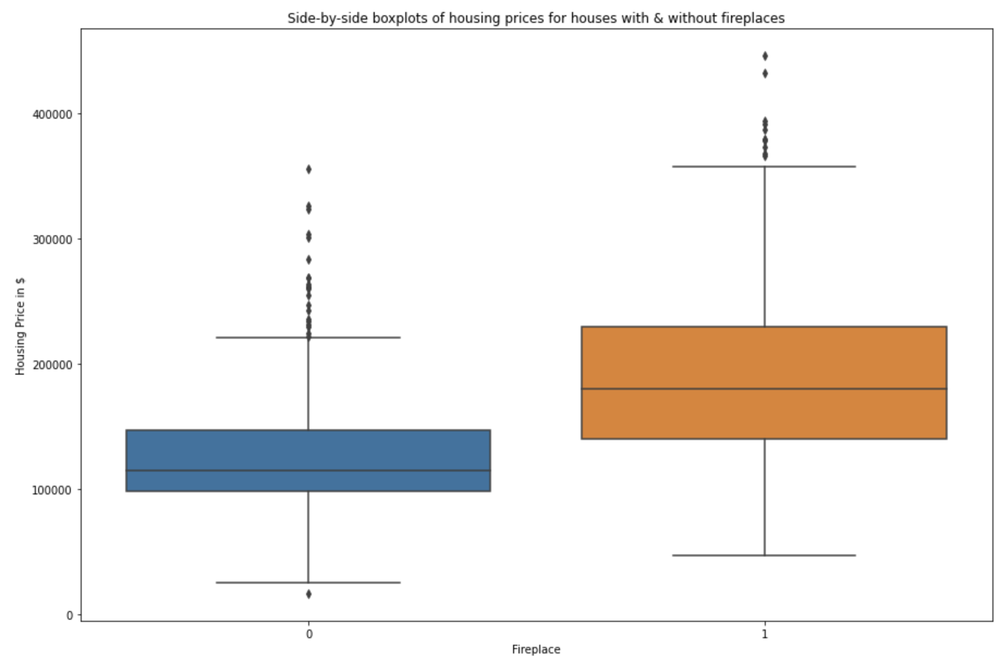 Side-by-side boxplots of housing prices for houses with & without fireplaces
400000
300000
200000
100000
0
Housing Price in $
0 1
Fireplace